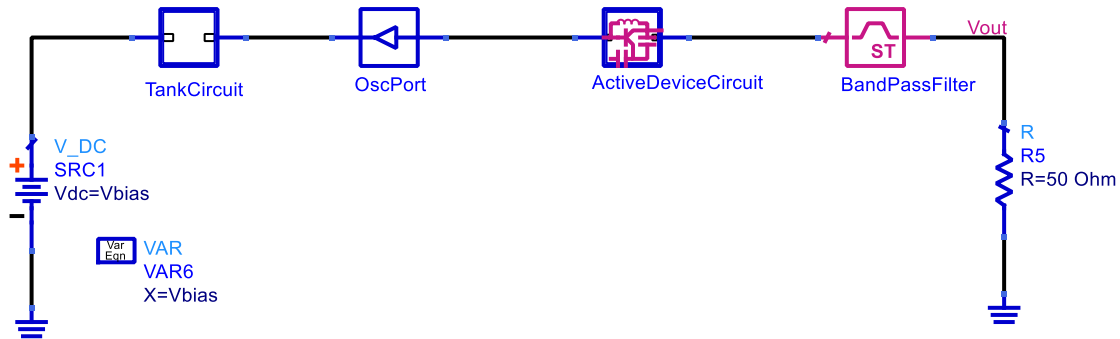 Vout
ST
TankCircuit
OscPort
ActiveDeviceCircuit
BandPassFilter
+
V_DC
SRC1
Vdc=Vbias
−
R
R5
R=50 Ohm
Var
Eqn
VAR
VAR6
X=Vbias